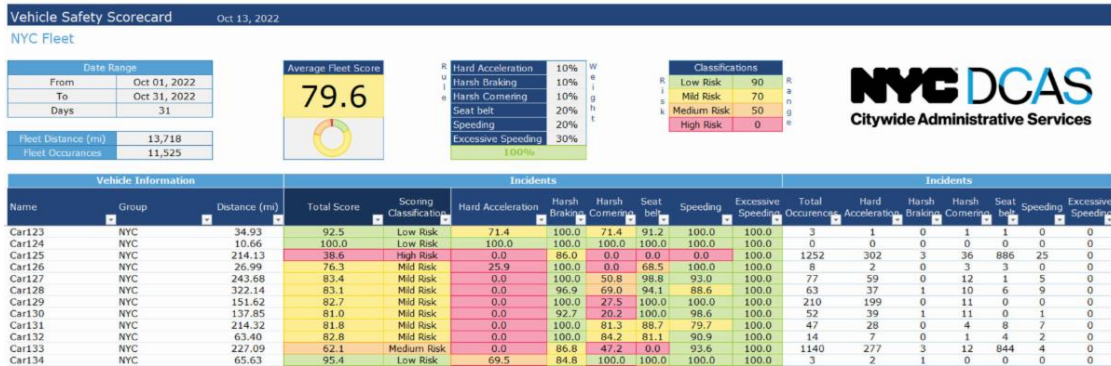 Vehicle Safety Scorecard Oct 13, 2022
NYC Fleet
Date Range
From Oct 01, 2022
To Oct 31, 2022
Days 31
Fleet Distance (mi) 13,718
Fleet Occurances 11,525
Average Fleet Score
79.6
Rule
Hard Acceleration 10%
Harsh Braking 10%
Harsh Cornering 10%
Seat belt 20%
Speeding 20%
Excessive Speeding 30%
100%
Weight
Risk
Classifications
Low Risk 90
Mild Risk 70
Medium Risk 50
High Risk 0
Range
NYC DCAS
Citywide Administrative Services
Vehicle Information Incidents Incidents
Name Group Distance (mi) Total Score Scoring Classification Hard Acceleration Harsh Braking Harsh Cornering Seat belt Speeding Excessive Speeding Total Occurences Hard Acceleration Harsh Braking Harsh Cornering Seat belt Speeding Excessive Speeding
Car123 NYC 34.93 92.5 Low Risk 71.4 100.0 71.4 91.2 100.0 100.0 3 1 0 1 1 0 0
Car124 NYC 10.66 100.0 Low Risk 100.0 100.0 100.0 100.0 100.0 100.0 0 0 0 0 0 0 0
Car125 NYC 214.13 38.6 High Risk 0.0 86.0 0.0 0.0 0.0 100.0 1252 302 3 36 886 25 0
Car126 NYC 26.99 76.3 Mild Risk 25.9 100.0 0.0 68.5 100.0 100.0 8 2 0 3 3 0 0
Car127 NYC 243.68 83.4 Mild Risk 0.0 100.0 50.8 98.8 93.0 100.0 77 59 0 12 1 5 0
Car128 NYC 322.14 83.1 Mild Risk 0.0 96.9 69.0 94.1 88.6 100.0 63 37 1 10 6 9 0
Car129 NYC 151.62 82.7 Mild Risk 0.0 100.0 27.5 100.0 100.0 100.0 210 199 0 11 0 0 0
Car130 NYC 137.85 81.0 Mild Risk 0.0 92.7 20.2 100.0 98.6 100.0 52 39 1 11 0 1 0
Car131 NYC 214.32 81.8 Mild Risk 0.0 100.0 81.3 88.7 79.7 100.0 47 28 0 4 8 7 0
Car132 NYC 63.40 82.8 Mild Risk 0.0 100.0 84.2 81.1 90.9 100.0 14 7 0 1 4 2 0
Car133 NYC 227.09 62.1 Medium Risk 0.0 86.8 47.2 0.0 93.6 100.0 1140 277 3 12 844 4 0
Car134 NYC 65.63 95.4 Low Risk 69.5 84.8 100.0 100.0 100.0 100.0 3 2 1 0 0 0 0